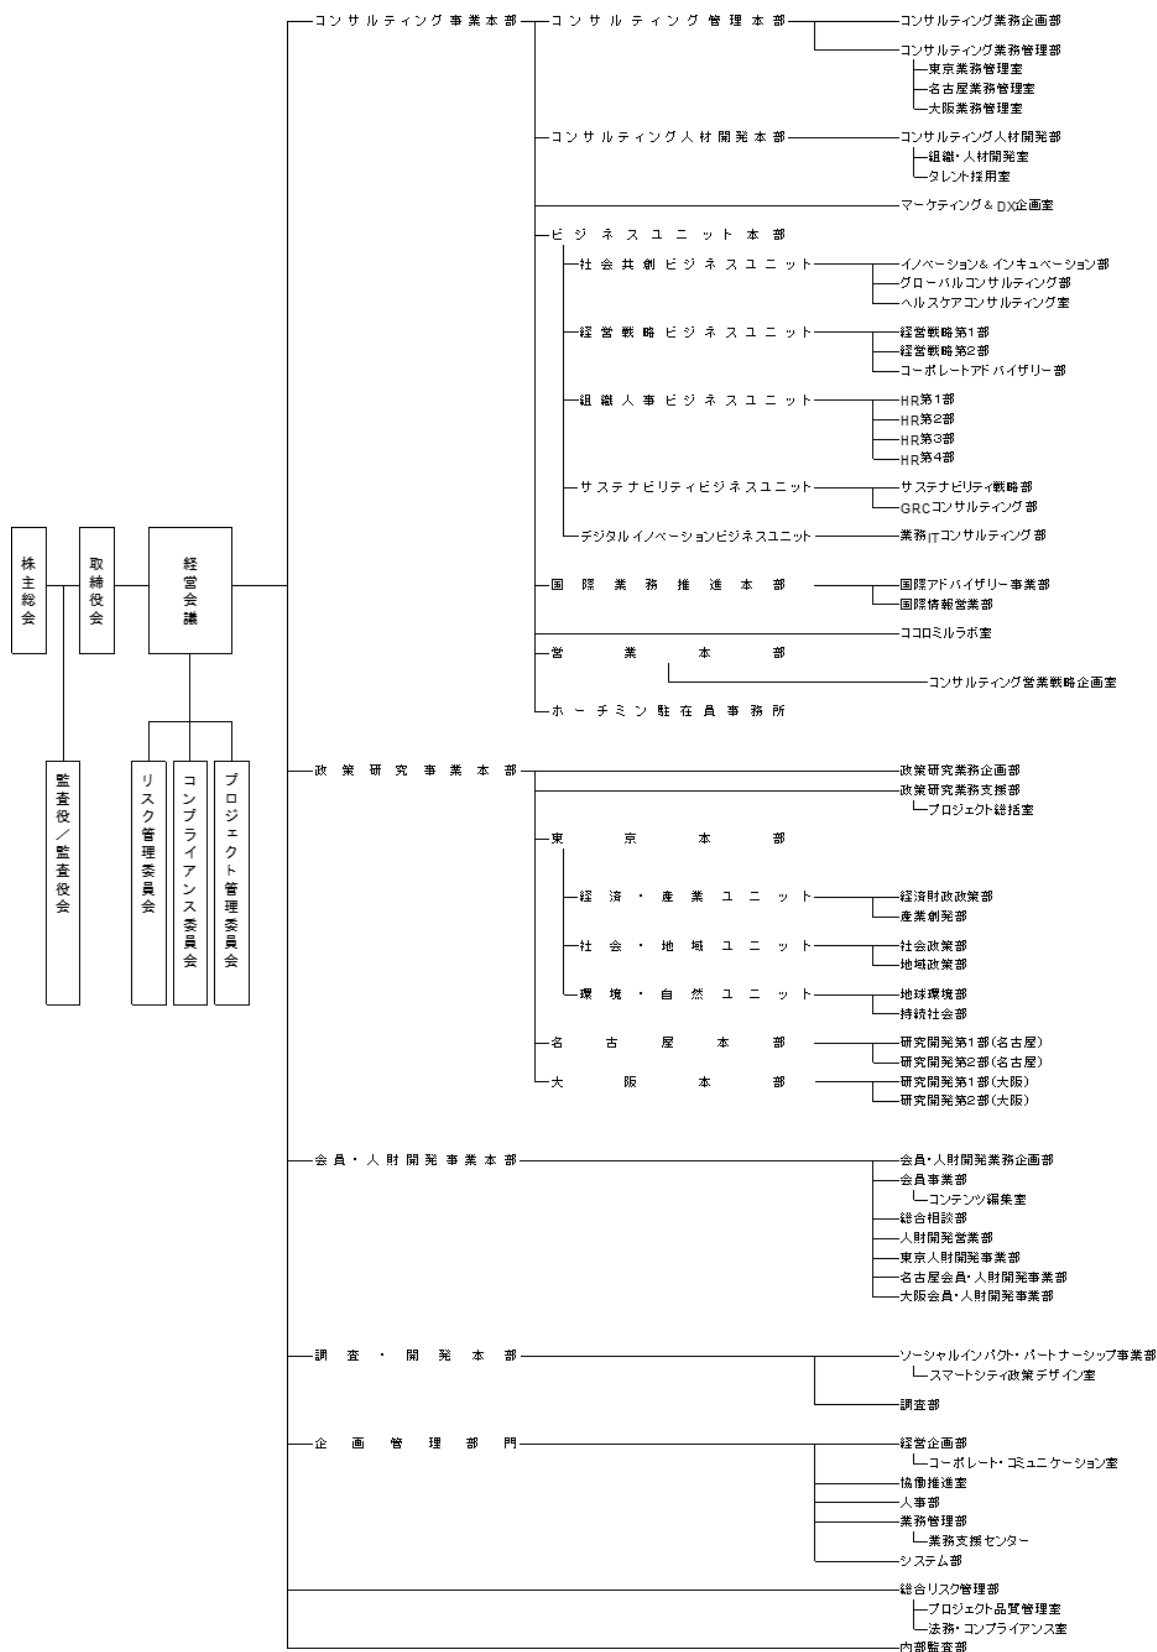 コンサルティング事業本部 コンサルティング管理本部 コンサルティング業務企画部
コンサルティング業務管理部
東京業務管理室
名古屋業務管理室
大阪業務管理室
コンサルティング人材開発本部 コンサルティング人材開発部
組織・人材開発室
タレント採用室
マーケティング&DX企画室
ビジネスユニット本部
社会共創ビジネスユニット イノベーション&インキュベーション部
グローバルコンサルティング部
ヘルスケアコンサルティング室
経営戦略ビジネスユニット 経営戦略第1部
経営戦略第2部
コーポレートアドバイザリー部
組織人事ビジネスユニット HR第1部
HR第2部
HR第3部
HR第4部
サステナビリティビジネスユニット サステナビリティ戦略部
GRCコンサルティング部
デジタルイノベーションビジネスユニット 業務ITコンサルティング部
株主総会
取締役会
経営会議
国際業務推進本部 国際アドバイザリー事業部
国際情報営業部
ココロミルラボ室
営業本部
コンサルティング営業戦略企画室
ホーチミン駐在員事務所
監査役/監査役会
リスク管理委員会
コンプライアンス委員会
プロジェクト管理委員会
政策研究事業本部 政策研究業務企画部
政策研究業務支援部
プロジェクト総括室
東京本部
経済・産業ユニット 経済財政政策部
産業創発部
社会・地域ユニット 社会政策部
地域政策部
環境・自然ユニット 地球環境部
持続社会部
名古屋本部 研究開発第1部(名古屋)
研究開発第2部(名古屋)
大阪本部 研究開発第1部(大阪)
研究開発第2部(大阪)
会員・人財開発事業本部 会員・人財開発業務企画部
会員事業部
コンテンツ編集室
総合相談部
人財開発営業部
東京人財開発事業部
名古屋会員・人財開発事業部
大阪会員・人財開発事業部
調査・開発本部 ソーシャルインパクト・パートナーシップ事業部
スマートシティ政策デザイン室
調査部
企画管理部門 経営企画部
コーポレート・コミュニケーション室
協働推進室
人事部
業務管理部
業務支援センター
システム部
総合リスク管理部
プロジェクト品質管理室
法務・コンプライアンス室
内部監査部